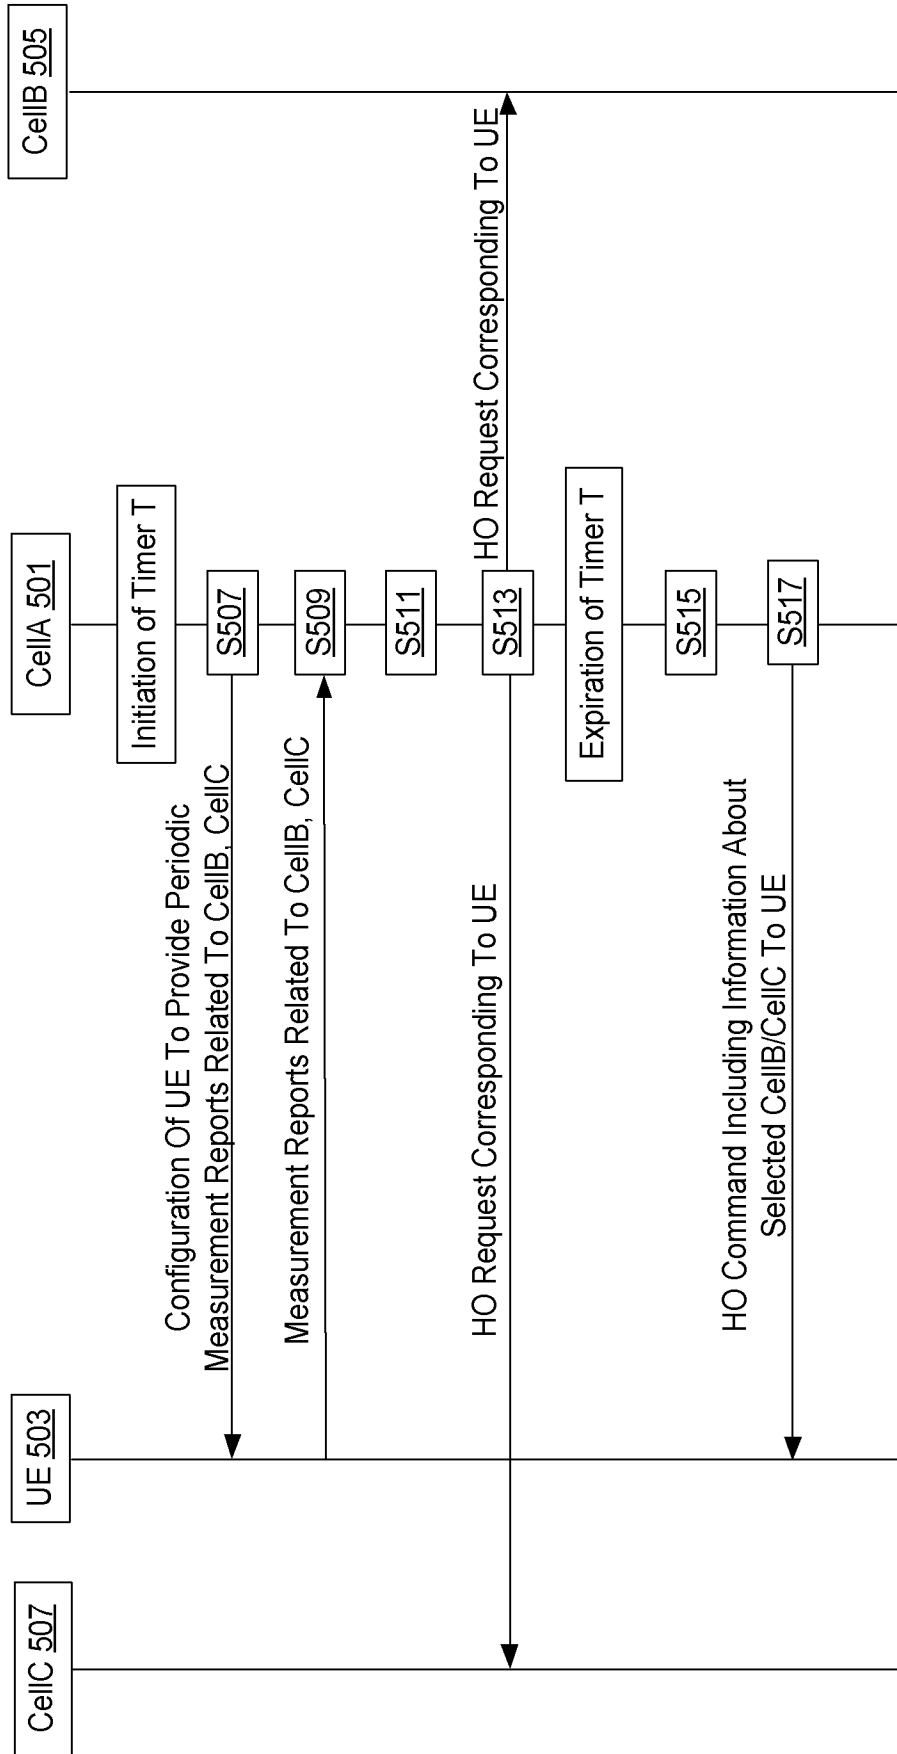 CellC 507
UE 503
CellA 501
CellB 505
Initiation of Timer T
Configuration Of UE To Provide Periodic
Measurement Reports Related To CellB, CellC
S507
Measurement Reports Related To CellB, CellC
S509
S511
HO Request Corresponding To UE
S513
HO Request Corresponding To UE
Expiration of Timer T
S515
HO Command Including Information About
Selected CellB/CellC To UE
S517